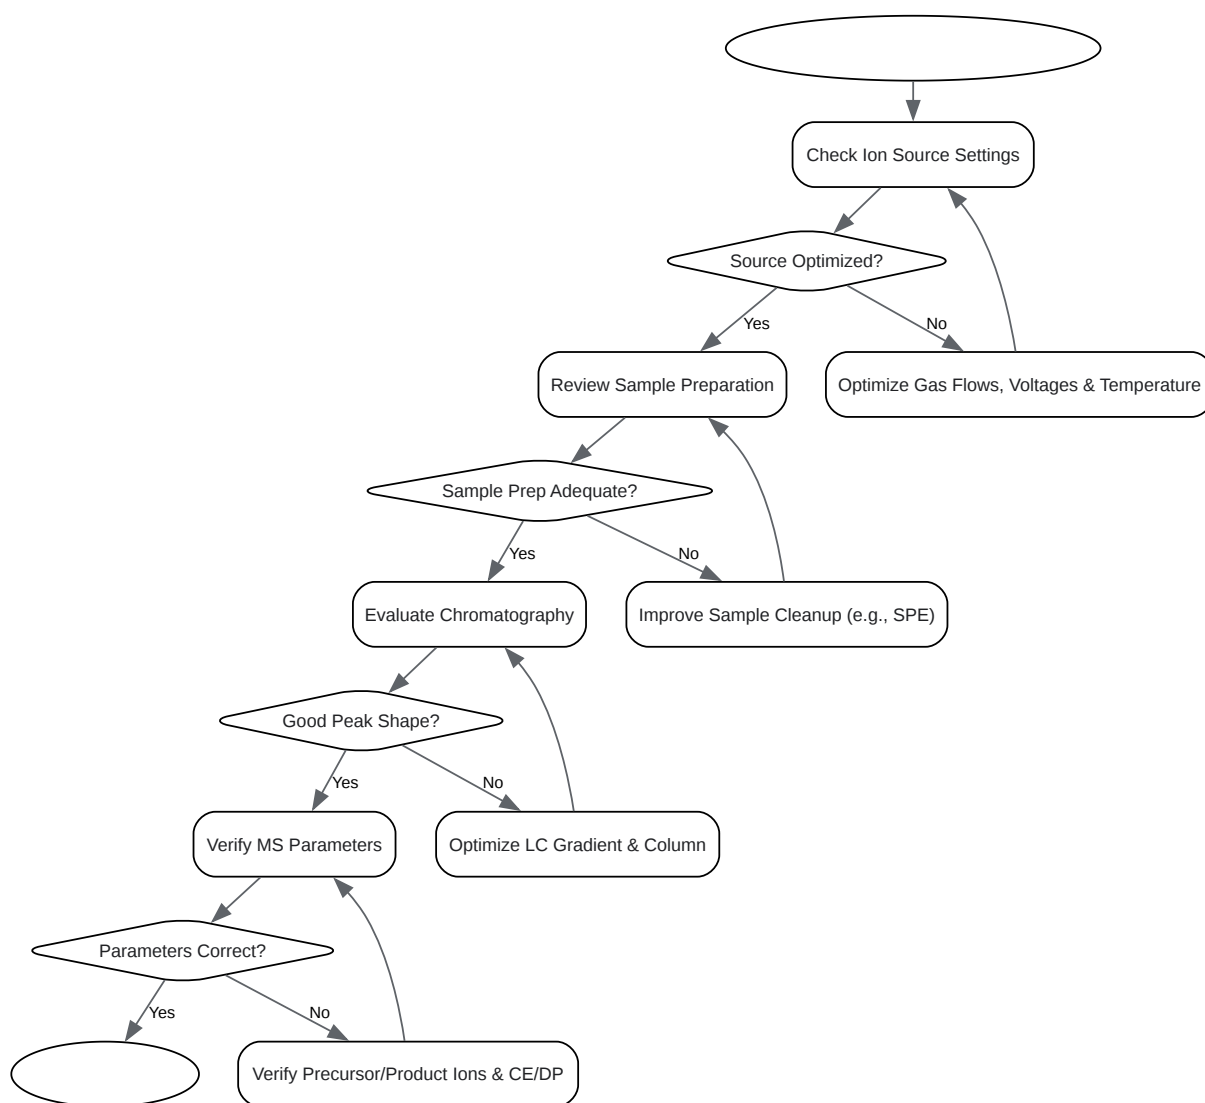 Check Ion Source Settings
Source Optimized?
Yes
No
Review Sample Preparation
Optimize Gas Flows, Voltages & Temperature
Sample Prep Adequate?
Yes
No
Evaluate Chromatography
Improve Sample Cleanup (e.g., SPE)
Good Peak Shape?
Yes
No
Verify MS Parameters
Optimize LC Gradient & Column
Parameters Correct?
Yes
No
Verify Precursor/Product Ions & CE/DP